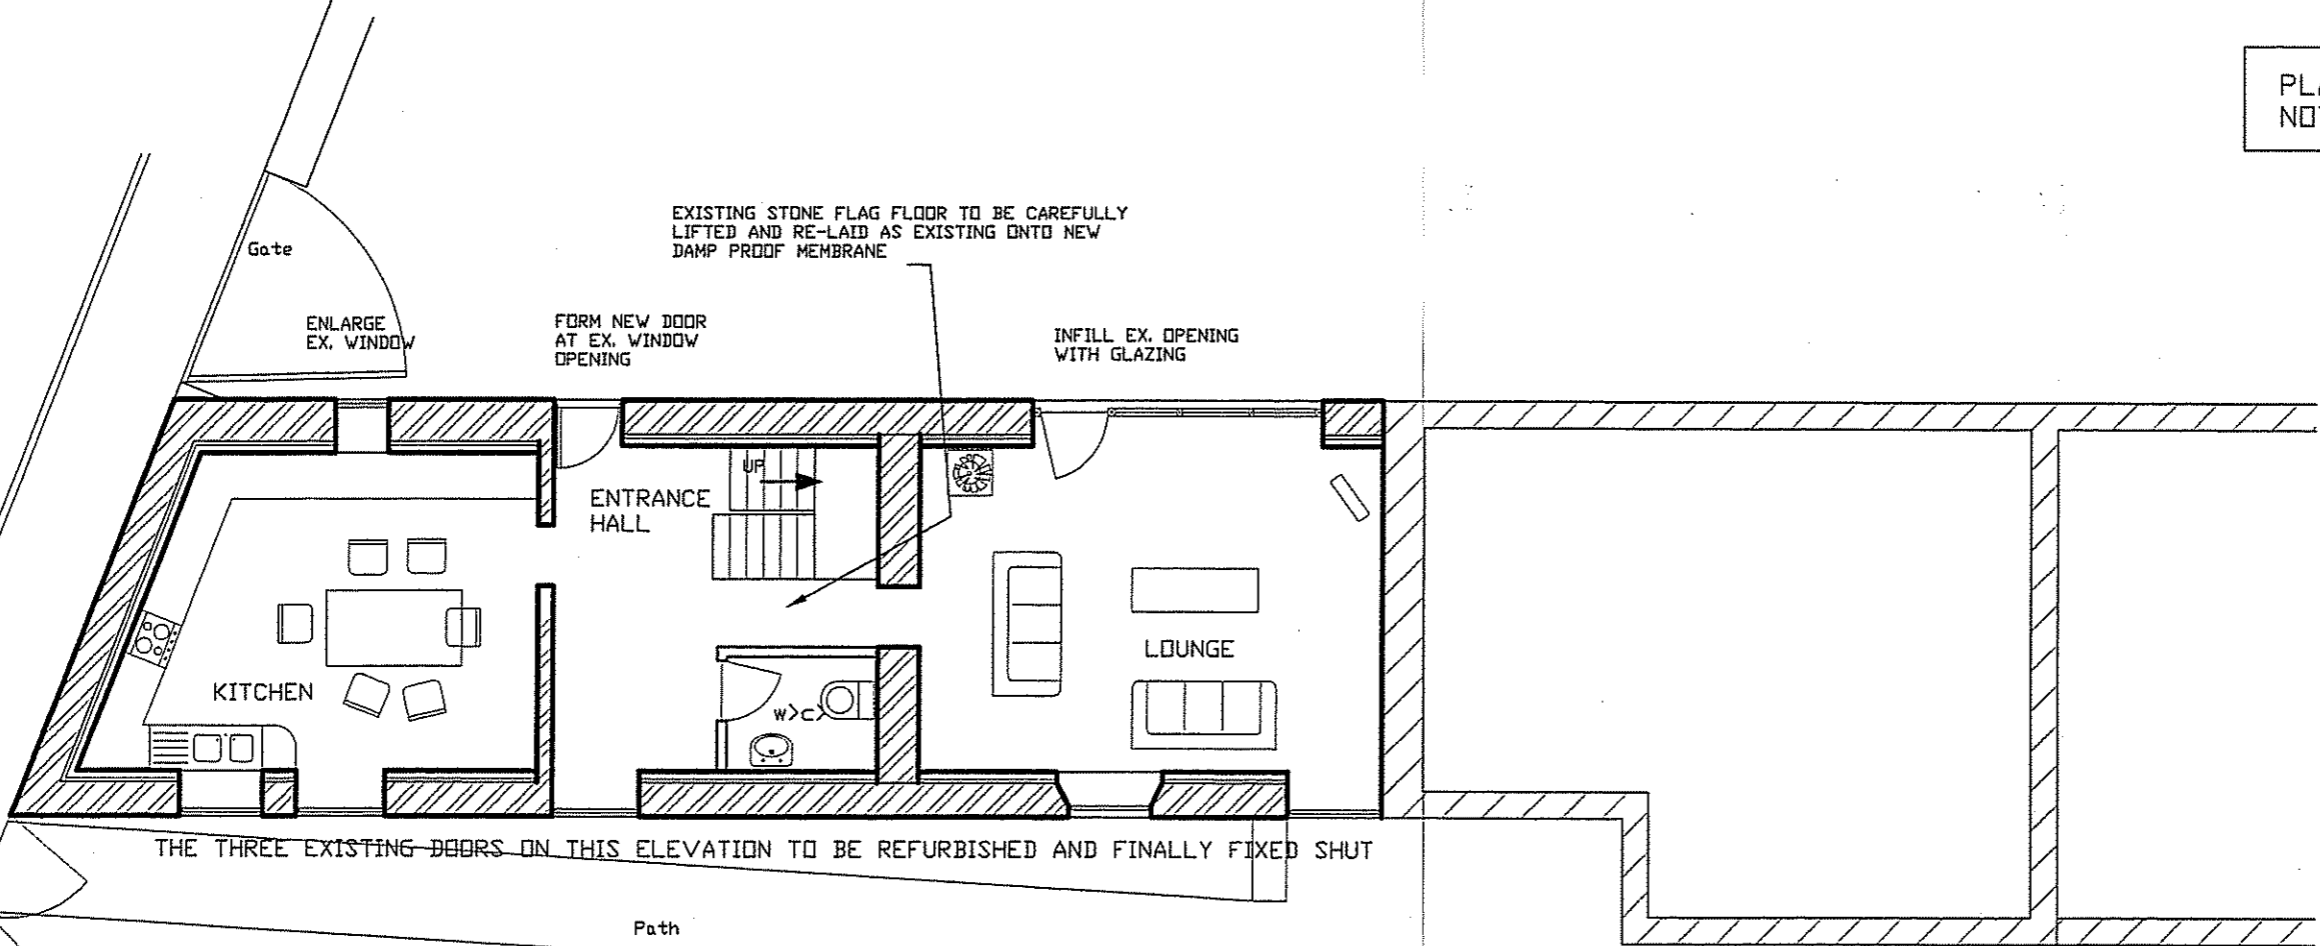 EXISTING STONE FLAG FLOOR TO BE CAREFULLY
LIFTED AND RE-LAID AS EXISTING ONTO NEW
DAMP PROOF MEMBRANE
Gate
ENLARGE
EX. WINDOW
FORM NEW DOOR
AT EX. WINDOW
OPENING
INFILL EX. OPENING
WITH GLAZING
UP
ENTRANCE
HALL
LOUNGE
KITCHEN
w>c>
THE THREE EXISTING DOORS ON THIS ELEVATION TO BE REFURBISHED AND FINALLY FIXED SHUT
Path